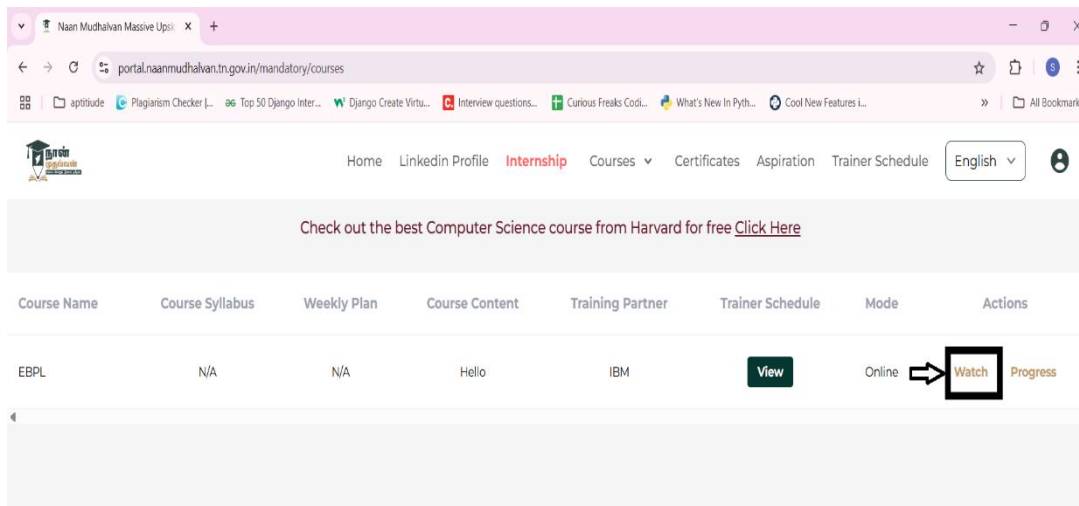 Naan Mudhalvan Massive Upsk
portal.naanmudhalvan.tn.gov.in/mandatory/courses
S
aptitiude Plagiarism Checker |... Top 50 Django Inter... Django Create Virtu... Interview questions... Curious Freaks Codi... What's New In Pyth... Cool New Features i... » All Bookmark
நான்
முதல்வன்
Home Linkedin Profile Internship Courses Certificates Aspiration Trainer Schedule English
Check out the best Computer Science course from Harvard for free Click Here
Course Name Course Syllabus Weekly Plan Course Content Training Partner Trainer Schedule Mode Actions
EBPL N/A N/A Hello IBM View Online Watch Progress